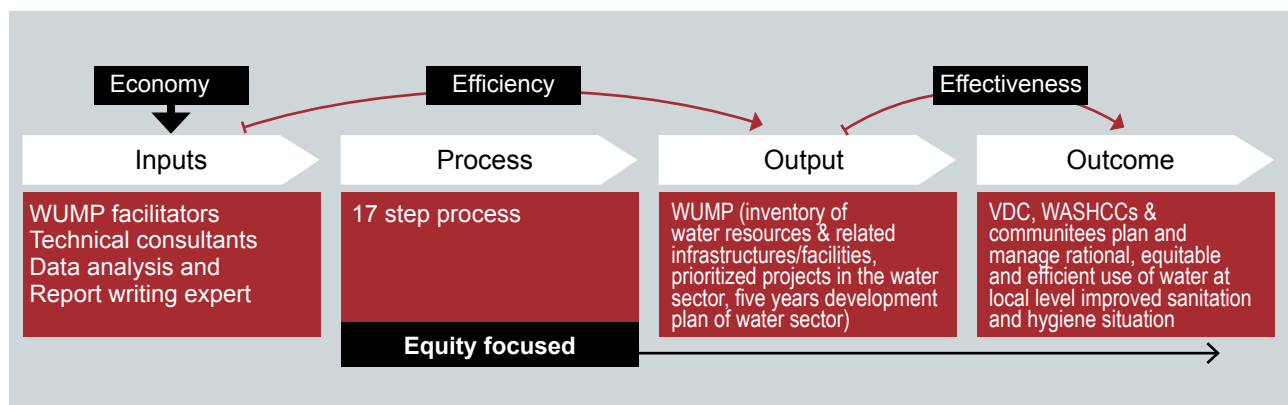 Economy
Efficiency
Effectiveness
Inputs
Process
Output
Outcome
WUMP facilitators
Technical consultants
Data analysis and
Report writing expert
17 step process
Equity focused
WUMP (inventory of
water resources & related
infrastructures/facilities,
prioritized projects in the water
sector, five years development
plan of water sector)
VDC, WASHCCs &
communitees plan and
manage rational, equitable
and efficient use of water at
local level improved sanitation
and hygiene situation